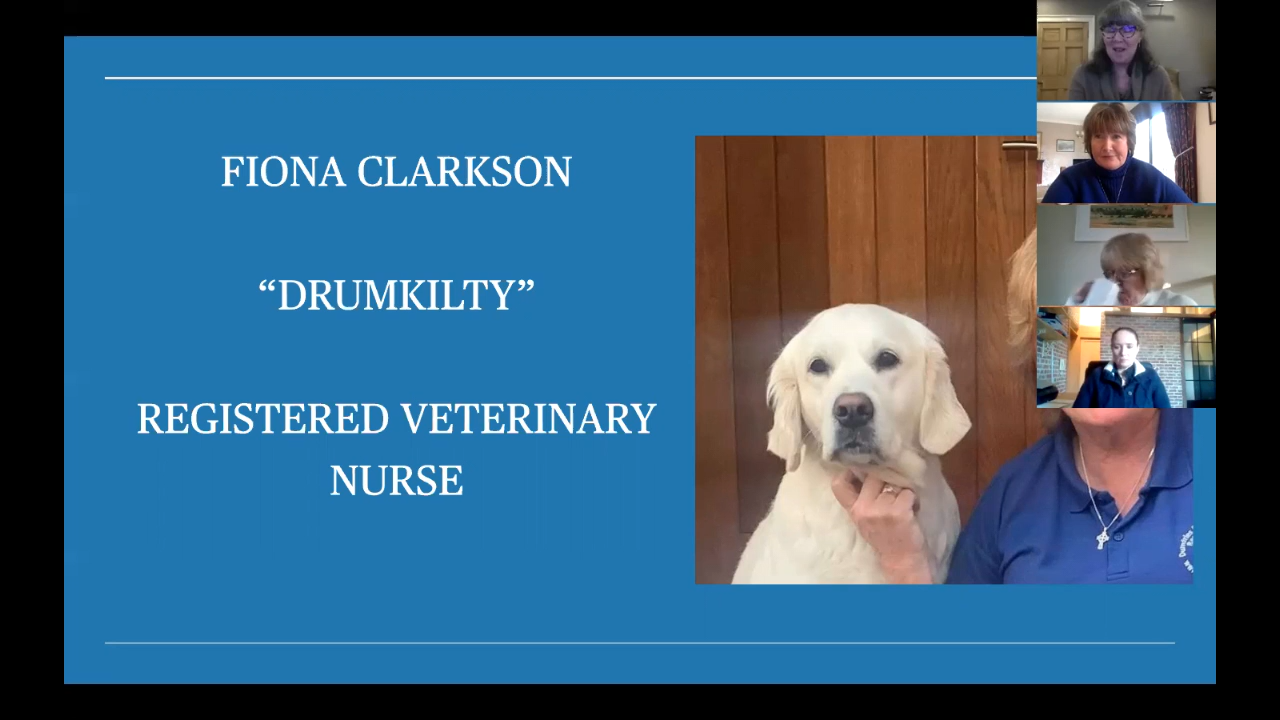 FIONA CLARKSON
“DRUMKILTY”
REGISTERED VETERINARY
NURSE